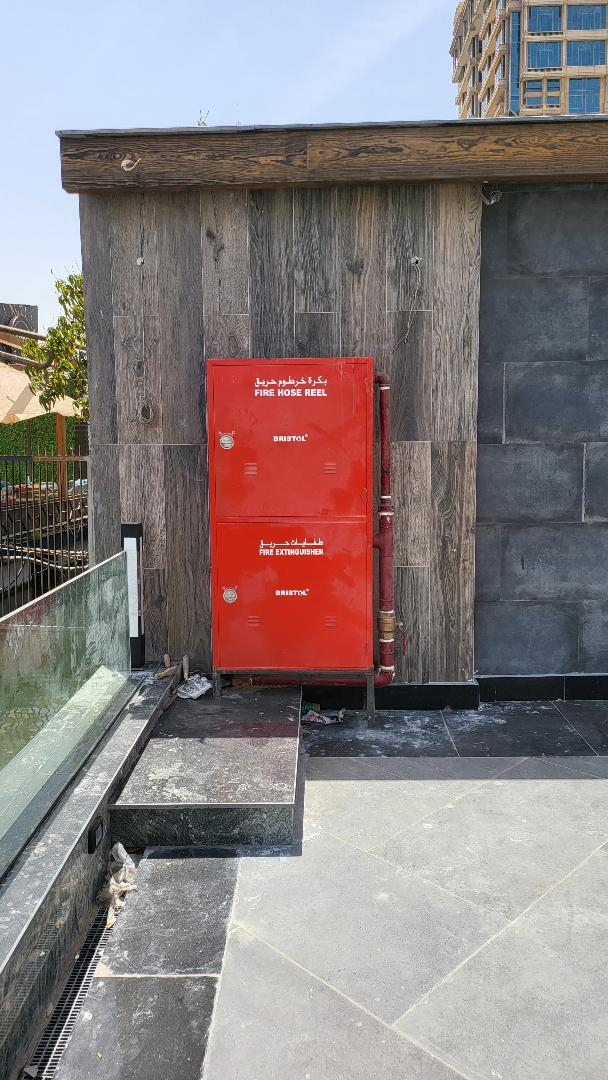 بكرة خرطوم حريق
FIRE HOSE REEL
BRISTOL
طفايات حريق
FIRE EXTINGUISHER
BRISTOL